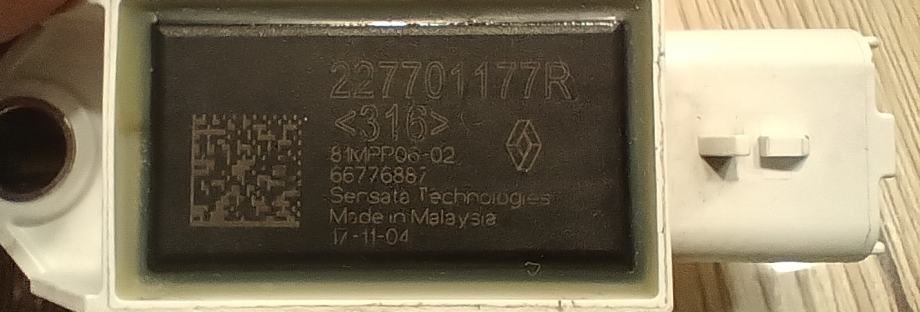 227701177R
<316>
81MPP06-02
66776887
Sensata Technologies
Made in Malaysia
17-11-04